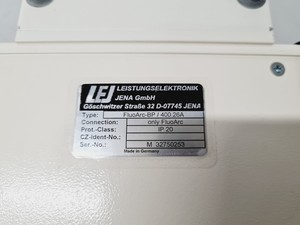 LEJ LEISTUNGSELEKTRONIK
JENA GmbH
Göschwitzer Straße 32 D-07745 JENA
Type: FluoArc-BP / 400.26A
Connection: only FluoArc
Prot.-Class: IP 20
CZ-Ident-No.:
Ser.-No.: M 32750253
Made in Germany